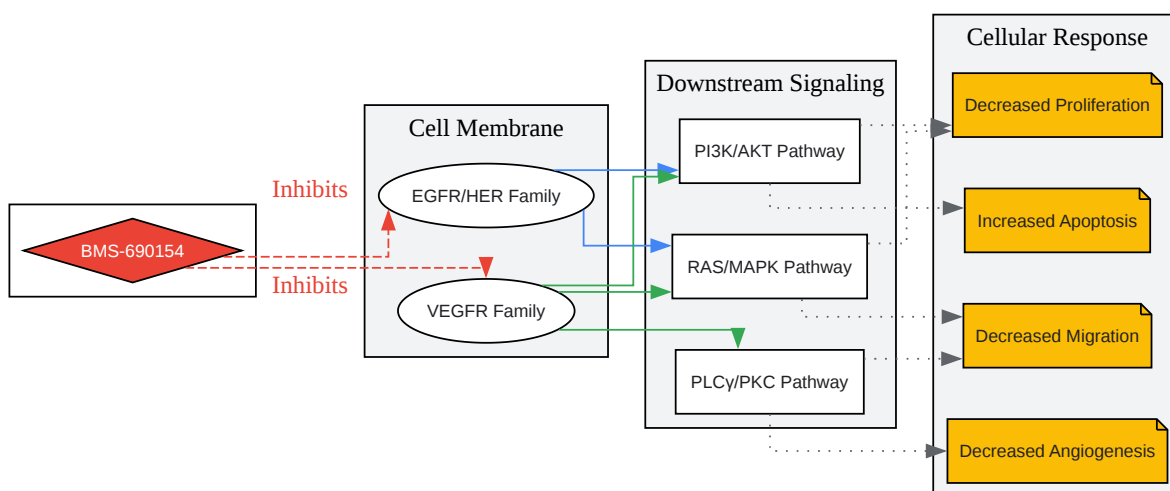 BMS-690154
Inhibits
Inhibits
Cell Membrane
EGFR/HER Family
VEGFR Family
Downstream Signaling
PI3K/AKT Pathway
RAS/MAPK Pathway
PLCγ/PKC Pathway
Cellular Response
Decreased Proliferation
Increased Apoptosis
Decreased Migration
Decreased Angiogenesis